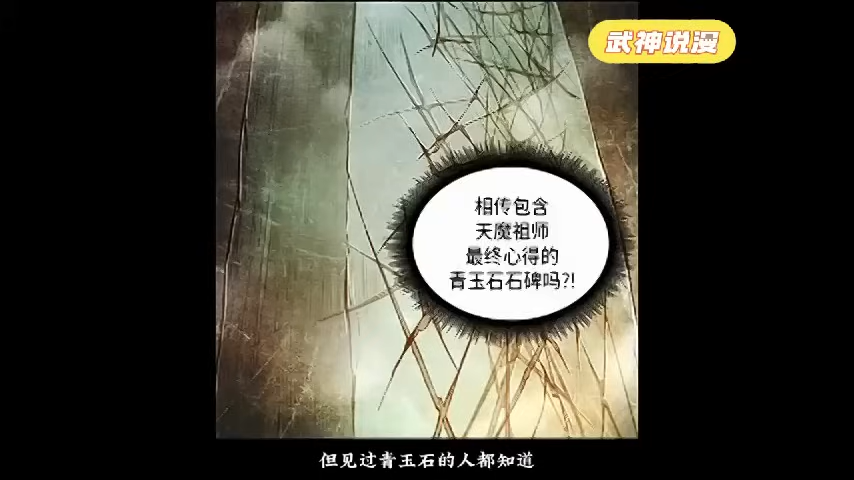 武神说漫
相传包含
天魔祖师
最终心得的
青玉石石碑吗?!
但见过青玉石的人都知道